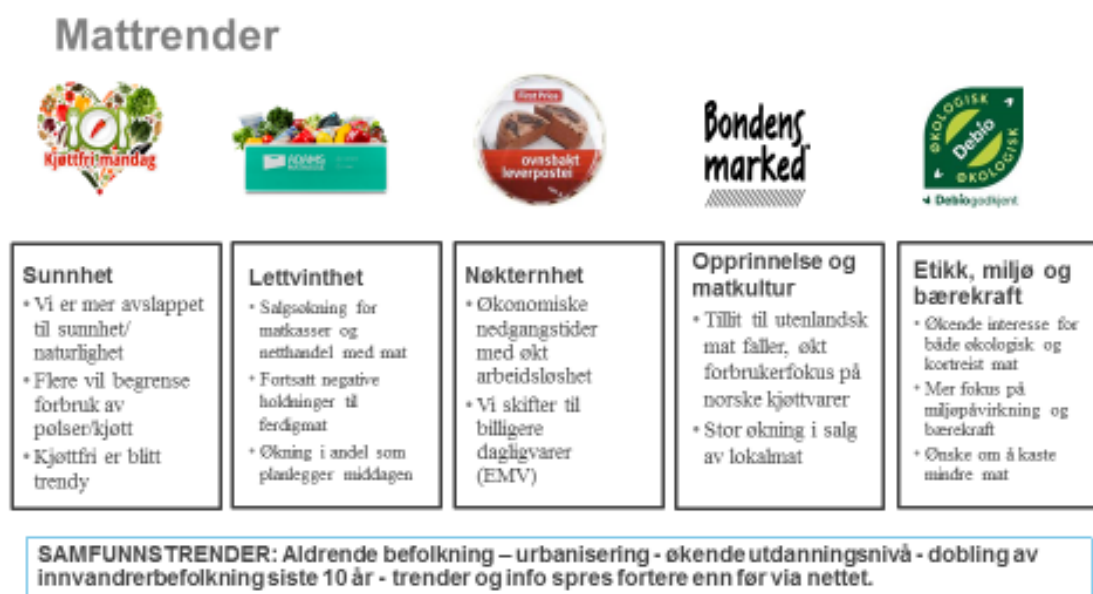 Mattrender
Kjøttfri mandag
ADAMS
First Price
ovnsbakt
leverpostei
Bondens
marked
ØKOLOGISK
Debio
ØKOLOGISK
Debiogodkjent
Sunnhet
• Vi er mer avslappet
til sunnhet/
naturlighet
• Flere vil begrense
forbruk av
pølser/kjøtt
• Kjøttfri er blitt
trendy
Lettvinthet
• Salgsøkning for
matkasser og
netthandel med mat
• Fortsatt negative
holdninger til
ferdigmat
• Økning i andel som
planlegger middagen
Nøkternhet
• Økonomiske
nedgangstider
med økt
arbeidsløshet
• Vi skifter til
billigere
dagligvarer
(EMV)
Opprinnelse og
matkultur
• Tillit til utenlandsk
mat faller, økt
forbrukerfokus på
norske kjøttvarer
• Stor økning i salg
av lokalmat
Etikk, miljø og
bærekraft
• Økende interesse for
både økologisk og
kortreist mat
• Mer fokus på
miljøpåvirkning og
bærekraft
• Ønske om å kaste
mindre mat
SAMFUNNSTRENDER: Aldrende befolkning – urbanisering - økende utdanningsnivå - dobling av
innvandrerbefolkning siste 10 år - trender og info spres fortere enn før via nettet.